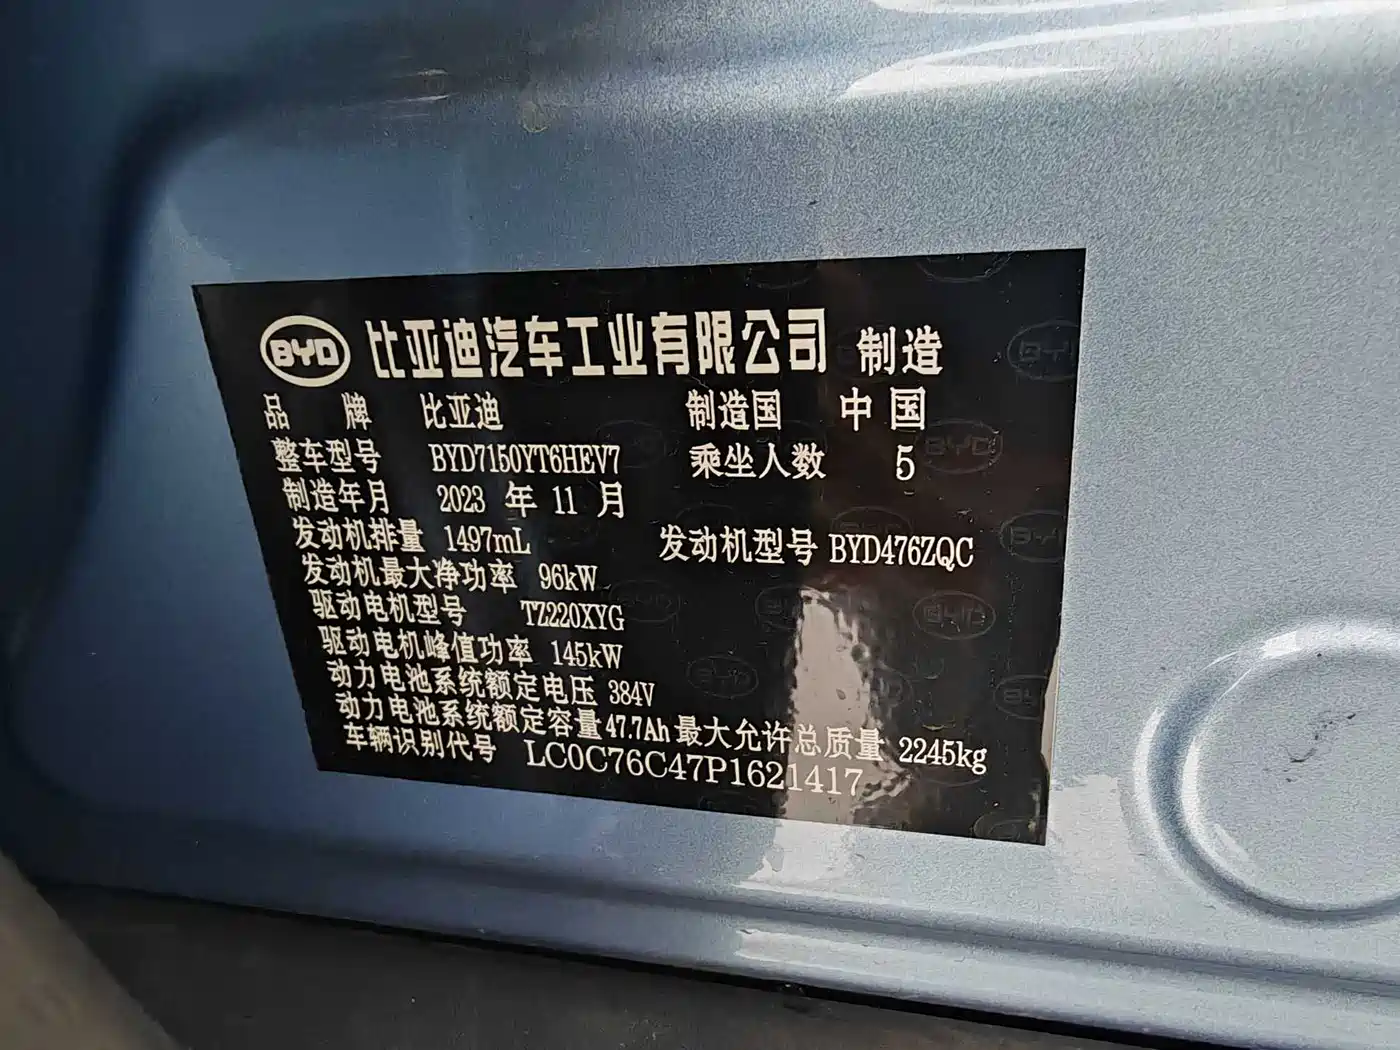 BYD 比亚迪汽车工业有限公司 制造
品 牌 比亚迪 制造国 中国
整车型号 BYD7150YT6HEV7 乘坐人数 5
制造年月 2023 年 11 月
发动机排量 1497mL 发动机型号 BYD476ZQC
发动机最大净功率 96kW
驱动电机型号 TZ220XYG
驱动电机峰值功率 145kW
动力电池系统额定电压 384V
动力电池系统额定容量 47.7Ah 最大允许总质量 2245kg
车辆识别代号 LC0C76C47P1621417